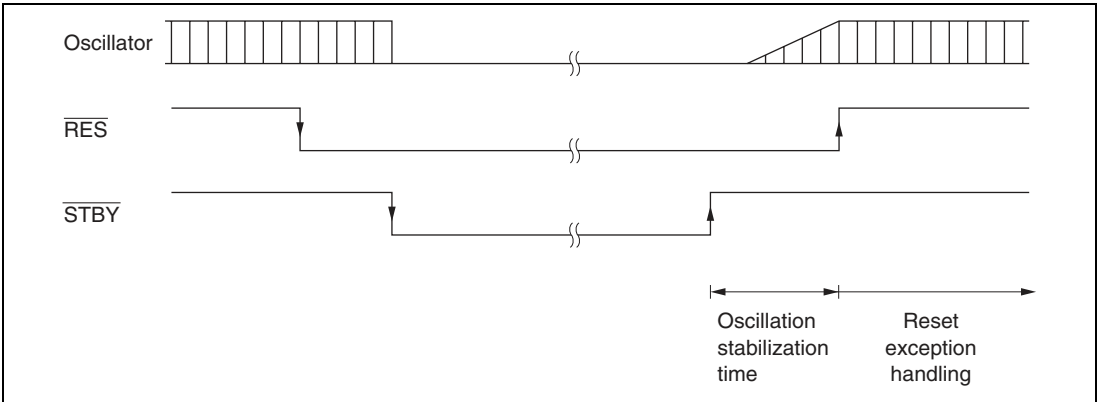 Oscillator
RES
STBY
Oscillation
stabilization
time
Reset
exception
handling